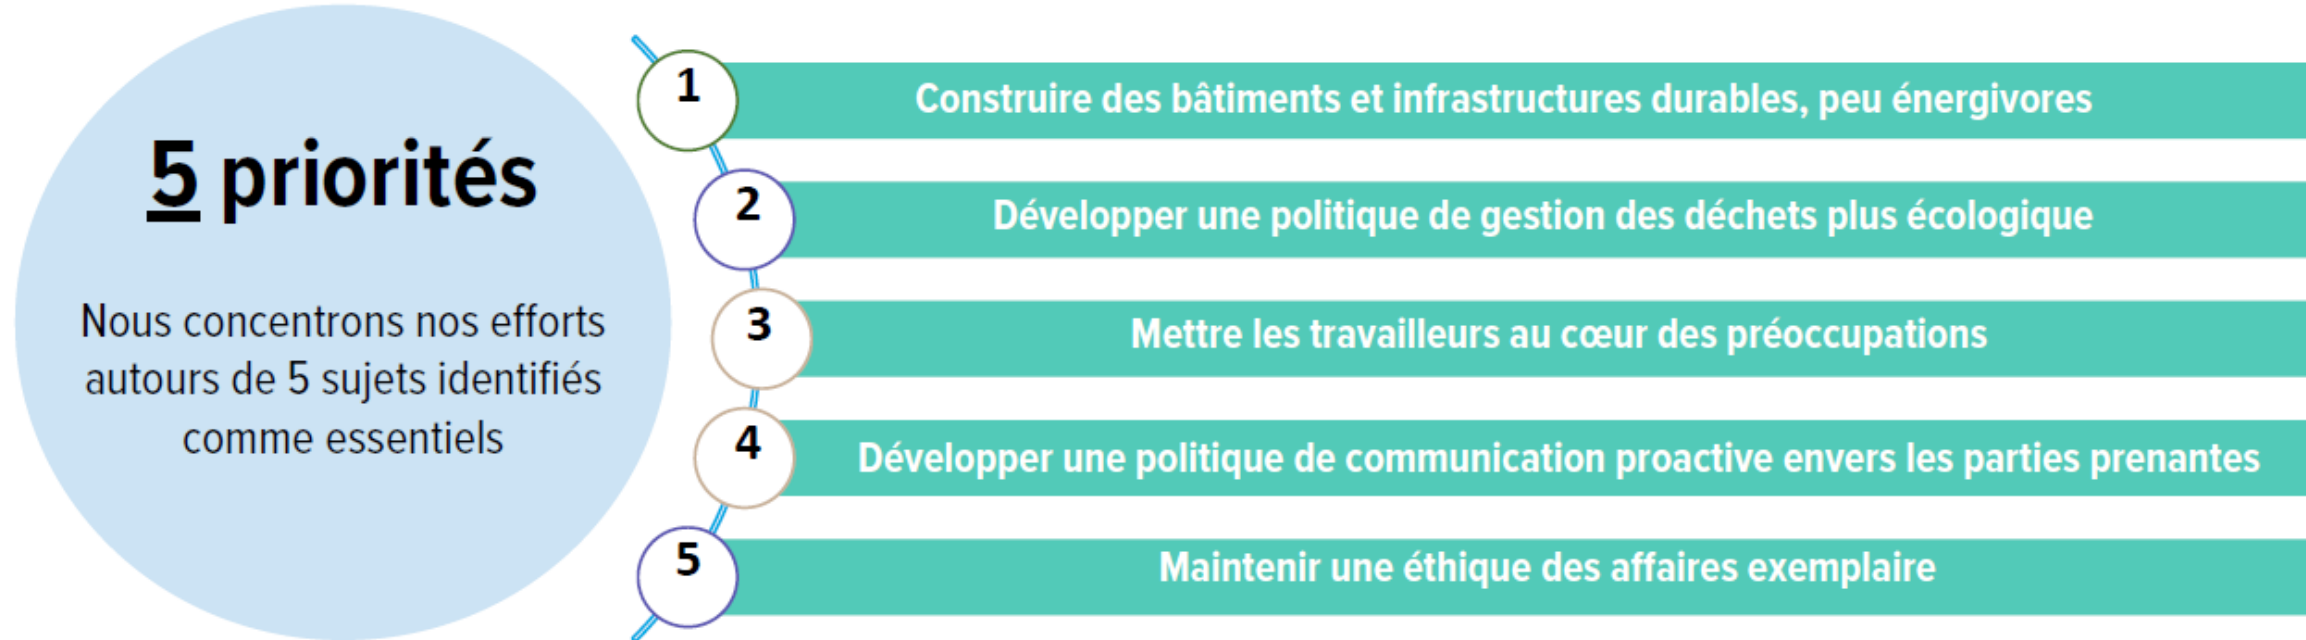 5 priorités
Nous concentrons nos efforts
autours de 5 sujets identifiés
comme essentiels
1
Construire des bâtiments et infrastructures durables, peu énergivores
2
Développer une politique de gestion des déchets plus écologique
3
Mettre les travailleurs au cœur des préoccupations
4
Développer une politique de communication proactive envers les parties prenantes
5
Maintenir une éthique des affaires exemplaire